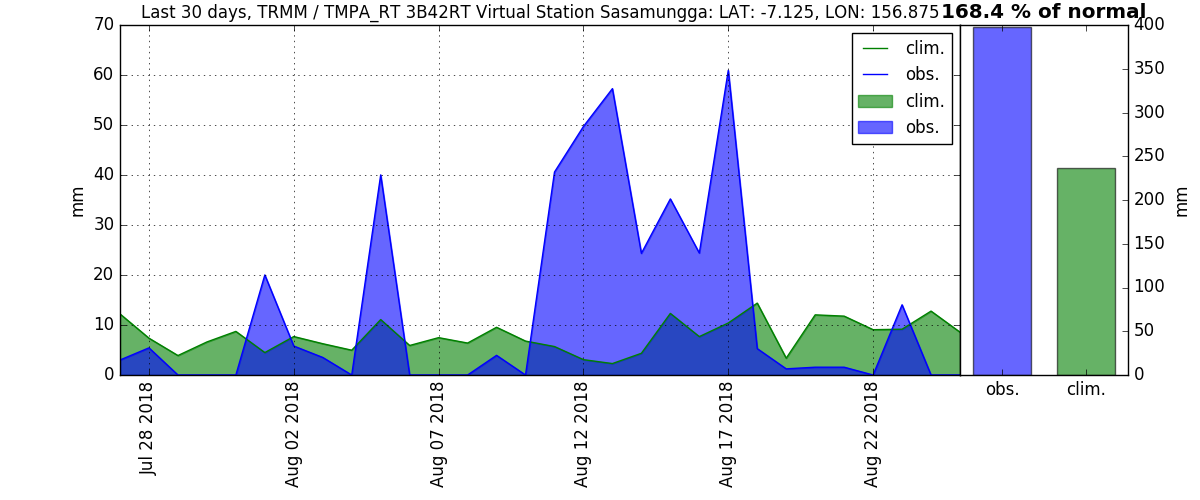 Last 30 days, TRMM / TMPA_RT 3B42RT Virtual Station Sasamungga: LAT: -7.125, LON: 156.875
168.4 % of normal
70
60
50
40
30
20
10
0
mm
clim.
obs.
clim.
obs.
Jul 28 2018
Aug 02 2018
Aug 07 2018
Aug 12 2018
Aug 17 2018
Aug 22 2018
400
350
300
250
200
150
100
50
0
mm
obs.
clim.